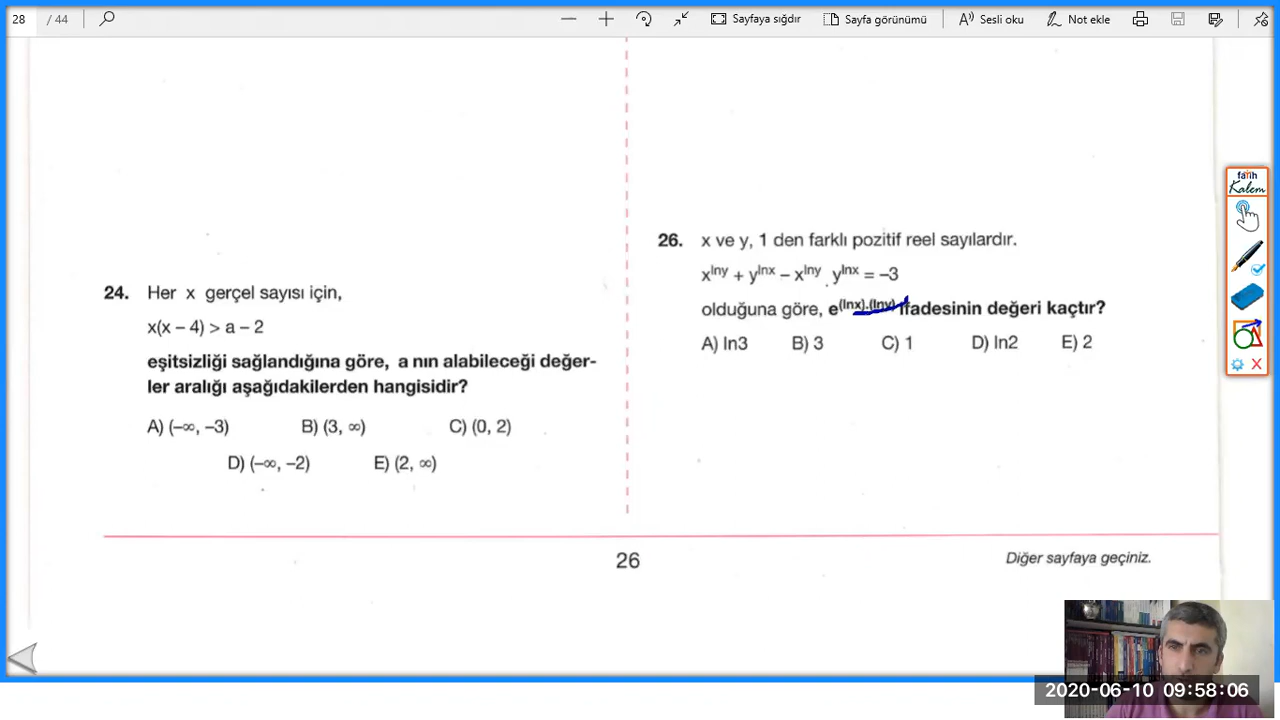 28 / 44 Sayfaya sığdır Sayfa görünümü Sesli oku Not ekle
24. Her x gerçel sayısı için,
x(x – 4) > a – 2
eşitsizliği sağlandığına göre, a nın alabileceği değer-
ler aralığı aşağıdakilerden hangisidir?
A) (–∞, –3) B) (3, ∞) C) (0, 2)
D) (–∞, –2) E) (2, ∞)
26. x ve y, 1 den farklı pozitif reel sayılardır.
x^lny + y^lnx – x^lny . y^lnx = –3
olduğuna göre, e^(lnx).(lny) ifadesinin değeri kaçtır?
A) ln3 B) 3 C) 1 D) ln2 E) 2
26
Diğer sayfaya geçiniz.
fatih
Kalem
2020-06-10 09:58:06